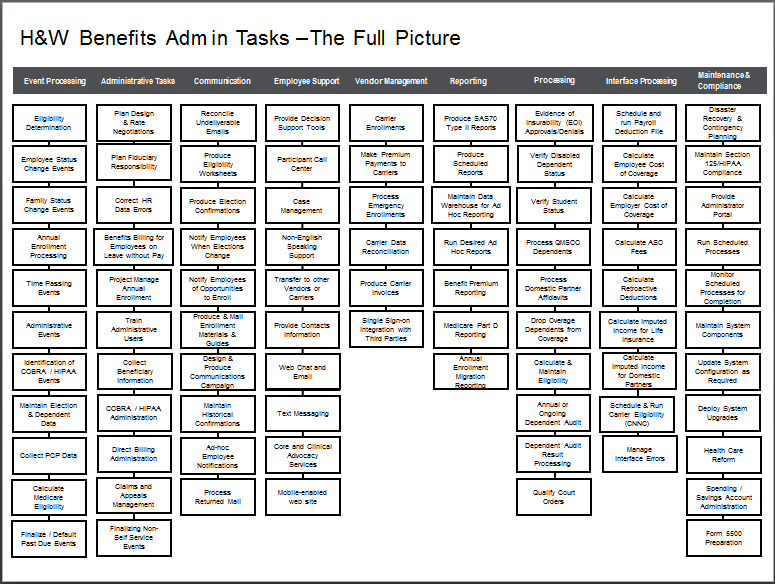 H&W Benefits Admin Tasks –The Full Picture
Event Processing
Administrative Tasks
Communication
Employee Support
Vendor Management
Reporting
Processing
Interface Processing
Maintenance &
Compliance
Eligibility
Determination
Employee Status
Change Events
Family Status
Change Events
Annual
Enrollment
Processing
Time Passing
Events
Administrative
Events
Identification of
COBRA / HIPAA
Events
Maintain Election
& Dependent
Data
Collect PCP Data
Calculate
Medicare
Eligibility
Finalize / Default
Past Due Events
Plan Design
& Rate
Negotiations
Plan Fiduciary
Responsibility
Correct HR
Data Errors
Benefits Billing for
Employees on
Leave without Pay
Project Manage
Annual
Enrollment
Train
Administrative
Users
Collect
Beneficiary
Information
COBRA / HIPAA
Administration
Direct Billing
Administration
Claims and
Appeals
Management
Finalizing Non-
Self Service
Events
Reconcile
Undeliverable
Emails
Produce
Eligibility
Worksheets
Produce Election
Confirmations
Notify Employees
When Elections
Change
Notify Employees
of Opportunities
to Enroll
Produce & Mail
Enrollment
Materials &
Guides
Design &
Produce
Communications
Campaign
Maintain
Historical
Confirmations
Ad-hoc
Employee
Notifications
Process
Returned Mail
Provide Decision
Support Tools
Participant Call
Center
Case
Management
Non-English
Speaking
Support
Transfer to other
Vendors or
Carriers
Provide Contacts
Information
Web Chat and
Email
Text Messaging
Core and Clinical
Advocacy
Services
Mobile-enabled
web site
Carrier
Enrollments
Make Premium
Payments to
Carriers
Process
Emergency
Enrollments
Carrier Data
Reconciliation
Produce Carrier
Invoices
Single Sign-on
Integration with
Third Parties
Produce SAS70
Type II Reports
Produce
Scheduled
Reports
Maintain Data
Warehouse for Ad
Hoc Reporting
Run Desired Ad
Hoc Reports
Benefit Premium
Reporting
Medicare Part D
Reporting
Annual
Enrollment
Migration
Reporting
Evidence of
Insurability (EOI)
Approvals/Denials
Verify Disabled
Dependent
Status
Verify Student
Status
Process QMSCO
Dependents
Process
Domestic Partner
Affidavits
Drop Overage
Dependents from
Coverage
Calculate &
Maintain
Eligibility
Annual or
Ongoing
Dependent Audit
Dependent Audit
Result
Processing
Qualify Court
Orders
Schedule and
run Payroll
Deduction File
Calculate
Employee Cost
of Coverage
Calculate
Employer Cost of
Coverage
Calculate ASO
Fees
Calculate
Retroactive
Deductions
Calculate Imputed
Income for Life
Insurance
Calculate
Imputed Income
for Domestic
Partners
Schedule & Run
Carrier Eligibility
(CNNC)
Manage
Interface Errors
Disaster
Recovery &
Contingency
Planning
Maintain Section
125/HIPAA
Compliance
Provide
Administrator
Portal
Run Scheduled
Processes
Monitor
Scheduled
Processes for
Completion
Maintain System
Components
Update System
Configuration as
Required
Deploy System
Upgrades
Health Care
Reform
Spending /
Savings Account
Administration
Form 5500
Preparation